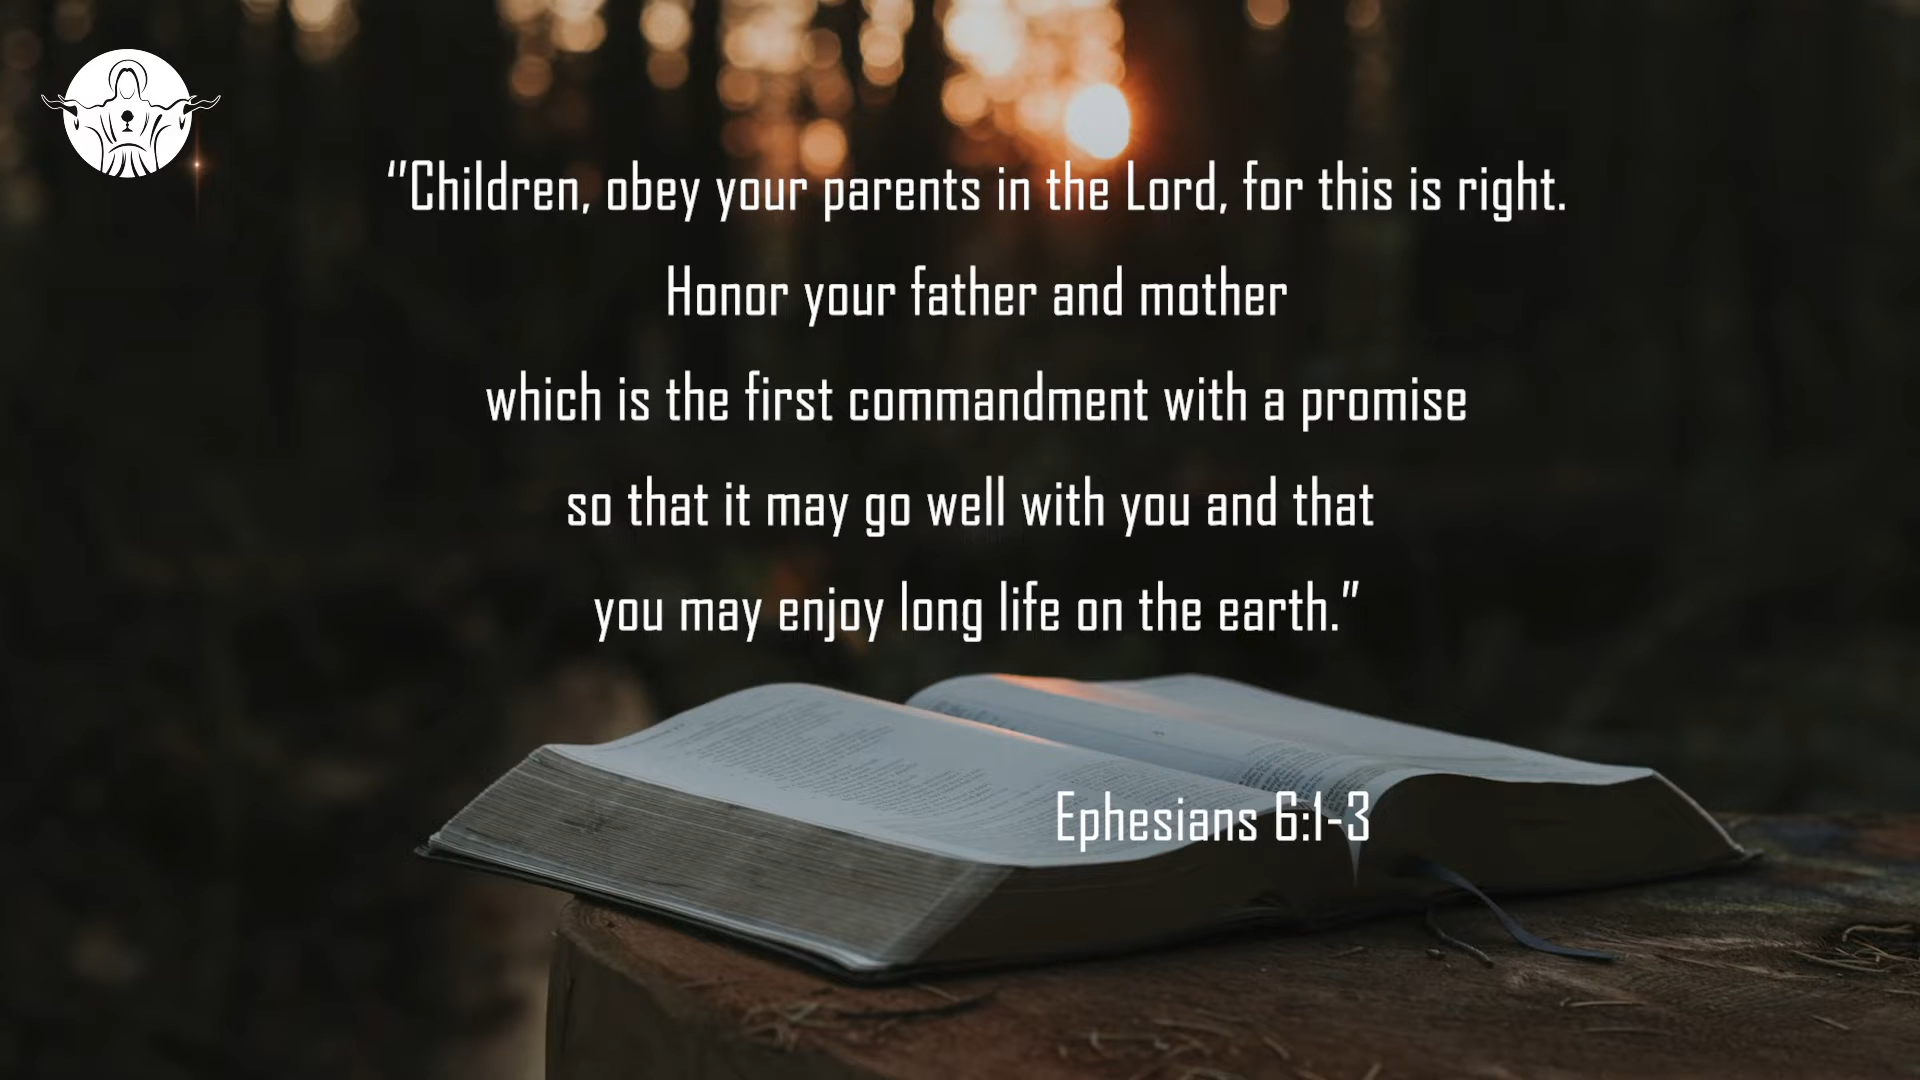 "Children, obey your parents in the Lord, for this is right.
Honor your father and mother
which is the first commandment with a promise
so that it may go well with you and that
you may enjoy long life on the earth."
Ephesians 6:1-3